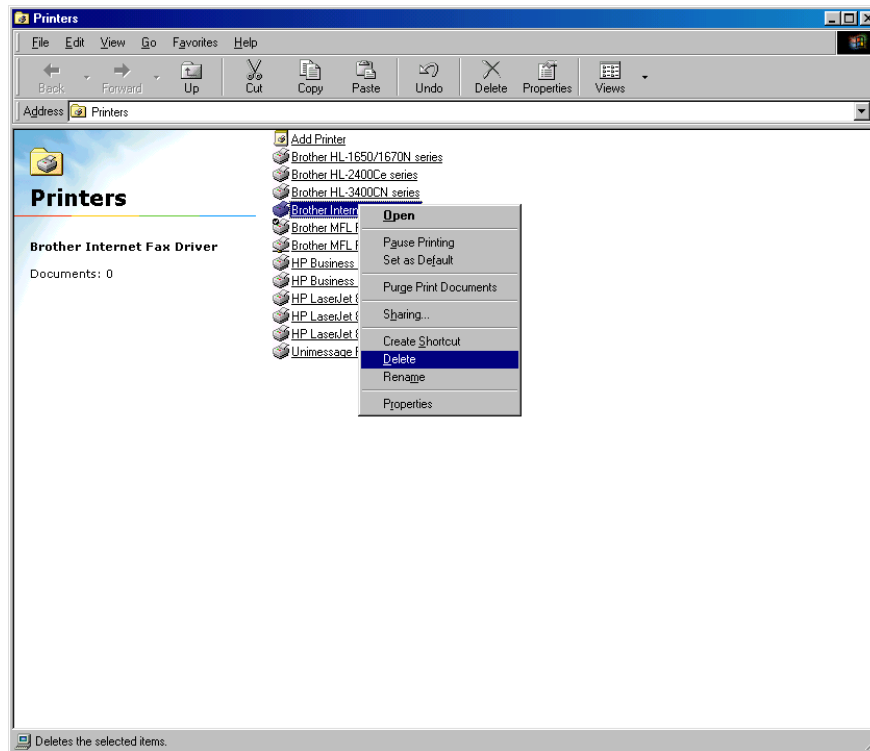 Printers
File Edit View Go Favorites Help
Back Forward Up Cut Copy Paste Undo Delete Properties Views
Address Printers
Printers
Brother Internet Fax Driver
Documents: 0
Add Printer
Brother HL-1650/1670N series
Brother HL-2400Ce series
Brother HL-3400CN series
Brother Intern
Brother MFL
Brother MFL
HP Business
HP Business
HP LaserJet
HP LaserJet
HP LaserJet
Unimessage
Open
Pause Printing
Set as Default
Purge Print Documents
Sharing...
Create Shortcut
Delete
Rename
Properties
Deletes the selected items.